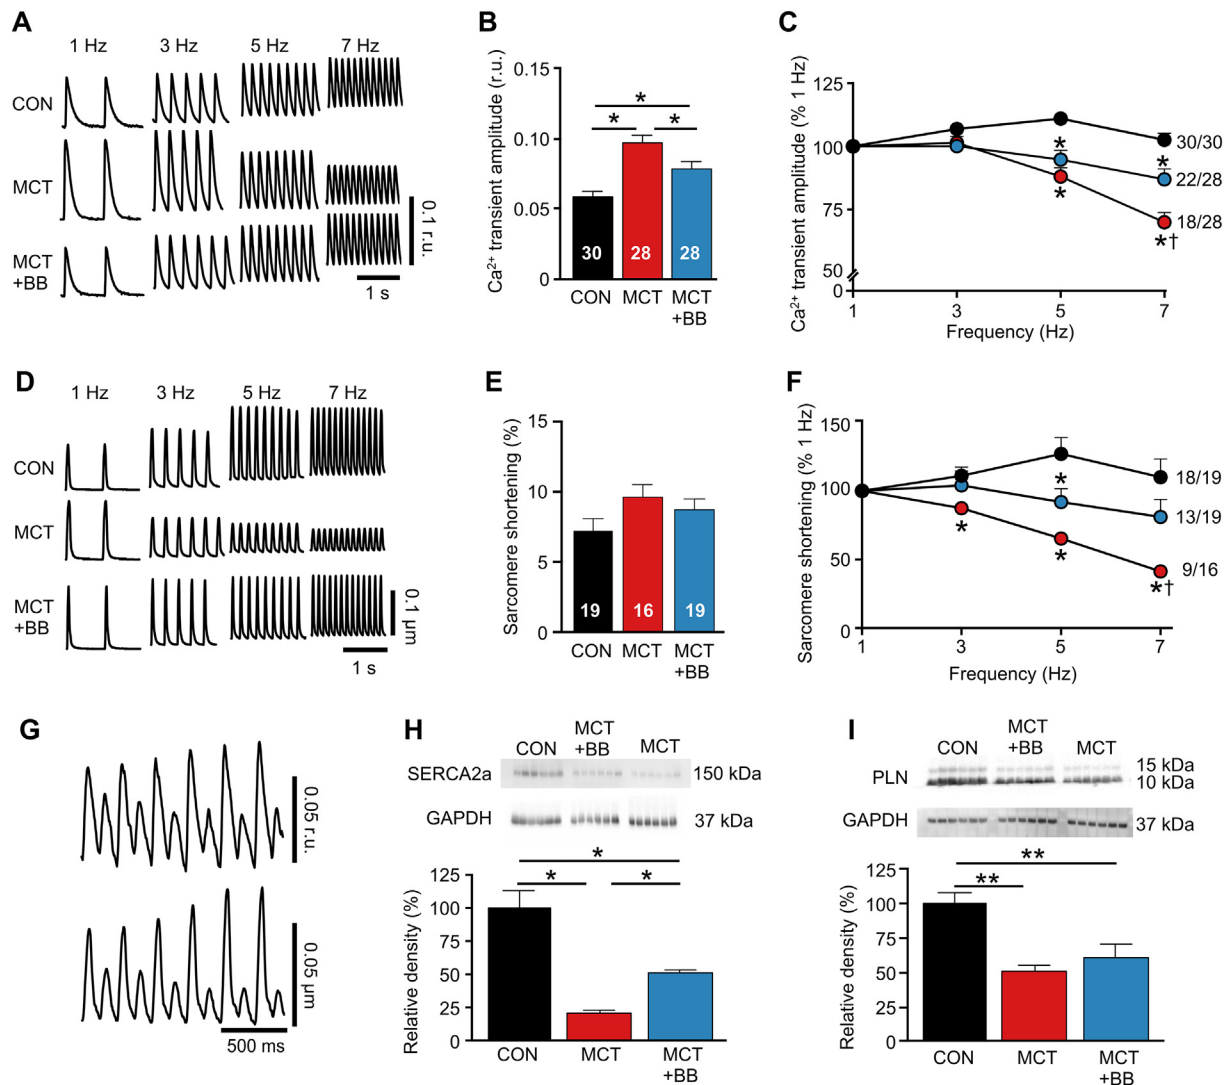 A
1 Hz
3 Hz
5 Hz
7 Hz
CON
MCT
MCT
+BB
0.1 r.u.
1 s
B
Ca²⁺ transient amplitude (r.u.)
0.15
0.10
0.05
0
*
*
*
30
28
28
CON
MCT
MCT
+BB
C
Ca²⁺ transient amplitude (% 1 Hz)
125
100
75
50
0
*
*
*
*†
30/30
22/28
18/28
1
3
5
7
Frequency (Hz)
D
1 Hz
3 Hz
5 Hz
7 Hz
CON
MCT
MCT
+BB
0.1 µm
1 s
E
Sarcomere shortening (%)
15
10
5
0
19
16
19
CON
MCT
MCT
+BB
F
Sarcomere shortening (% 1 Hz)
150
100
50
0
*
*
*
*†
18/19
13/19
9/16
1
3
5
7
Frequency (Hz)
G
0.05 r.u.
0.05 µm
500 ms
H
CON
MCT
+BB
MCT
SERCA2a
150 kDa
GAPDH
37 kDa
Relative density (%)
125
100
75
50
25
0
*
*
*
CON
MCT
MCT
+BB
I
CON
MCT
+BB
MCT
PLN
15 kDa
10 kDa
GAPDH
37 kDa
Relative density (%)
125
100
75
50
25
0
**
**
CON
MCT
MCT
+BB